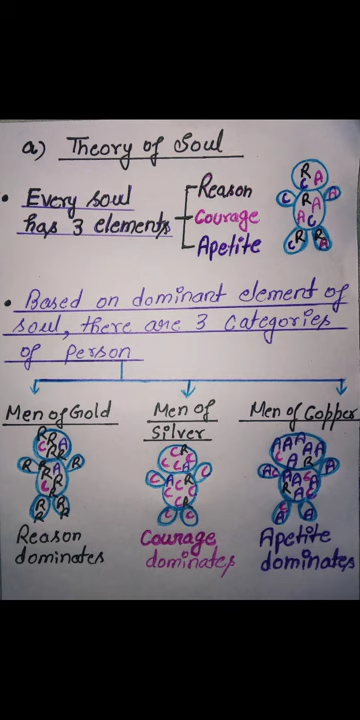 a) Theory of Soul
• Every soul has 3 elements
Reason
Courage
Apetite
• Based on dominant element of
soul, there are 3 categories
of person
Men of Gold
Men of Silver
Men of Copper
Reason dominates
Courage dominates
Apetite dominates